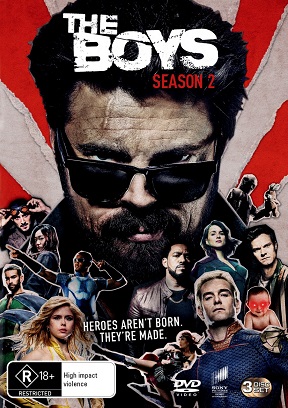 THE
BOYS
SEASON 2
HEROES AREN'T BORN.
THEY'RE MADE.
R 18+
RESTRICTED
High impact
violence
DVD
VIDEO
SONY
PICTURES
3 DISC
SET